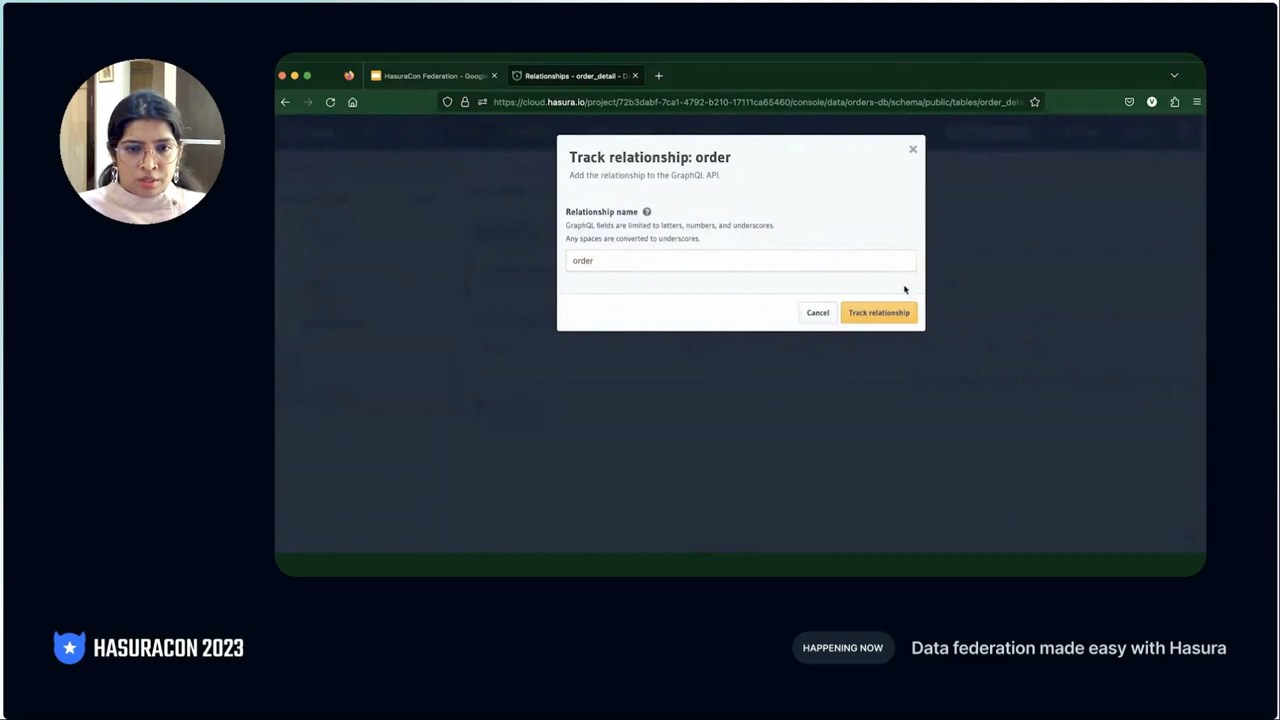 HasuraCon Federation - Google
Relationships - order_detail - D
https://cloud.hasura.io/project/72b3dabf-7ca1-4792-b210-17111ca65460/console/data/orders-db/schema/public/tables/order_de
Track relationship: order
Add the relationship to the GraphQL API.
Relationship name
GraphQL fields are limited to letters, numbers, and underscores.
Any spaces are converted to underscores.
order
Cancel
Track relationship
HASURACON 2023
HAPPENING NOW
Data federation made easy with Hasura